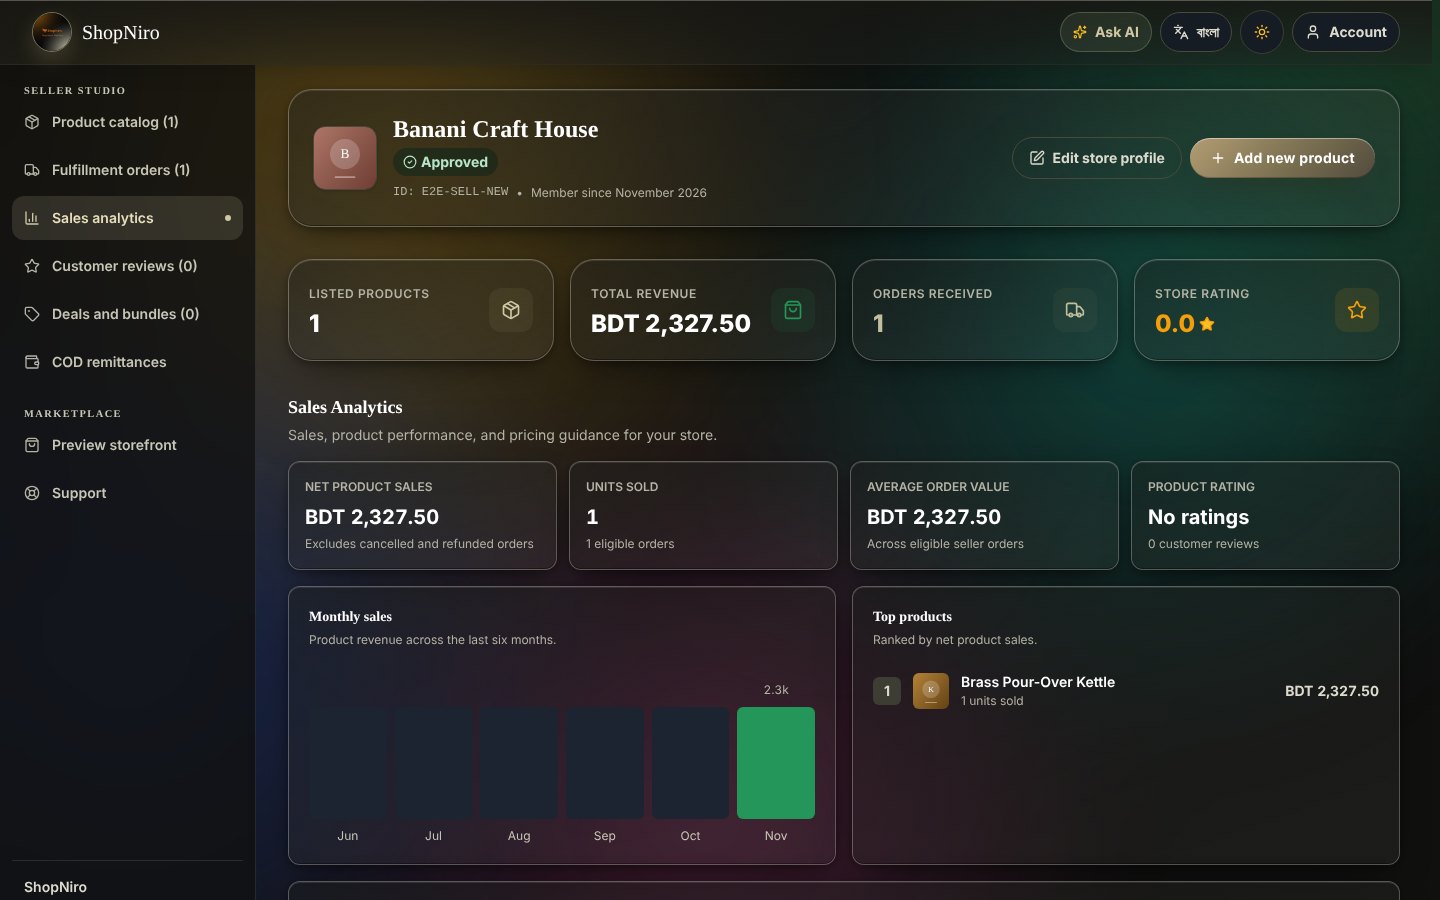 ShopNiro
Ask AI
বাংলা
Account
SELLER STUDIO
Product catalog (1)
Fulfillment orders (1)
Sales analytics
Customer reviews (0)
Deals and bundles (0)
COD remittances
MARKETPLACE
Preview storefront
Support
ShopNiro
B
Banani Craft House
Approved
ID: E2E-SELL-NEW • Member since November 2026
Edit store profile
Add new product
LISTED PRODUCTS
1
TOTAL REVENUE
BDT 2,327.50
ORDERS RECEIVED
1
STORE RATING
0.0
Sales Analytics
Sales, product performance, and pricing guidance for your store.
NET PRODUCT SALES
BDT 2,327.50
Excludes cancelled and refunded orders
UNITS SOLD
1
1 eligible orders
AVERAGE ORDER VALUE
BDT 2,327.50
Across eligible seller orders
PRODUCT RATING
No ratings
0 customer reviews
Monthly sales
Product revenue across the last six months.
2.3k
Jun Jul Aug Sep Oct Nov
Top products
Ranked by net product sales.
1
K
Brass Pour-Over Kettle
1 units sold
BDT 2,327.50